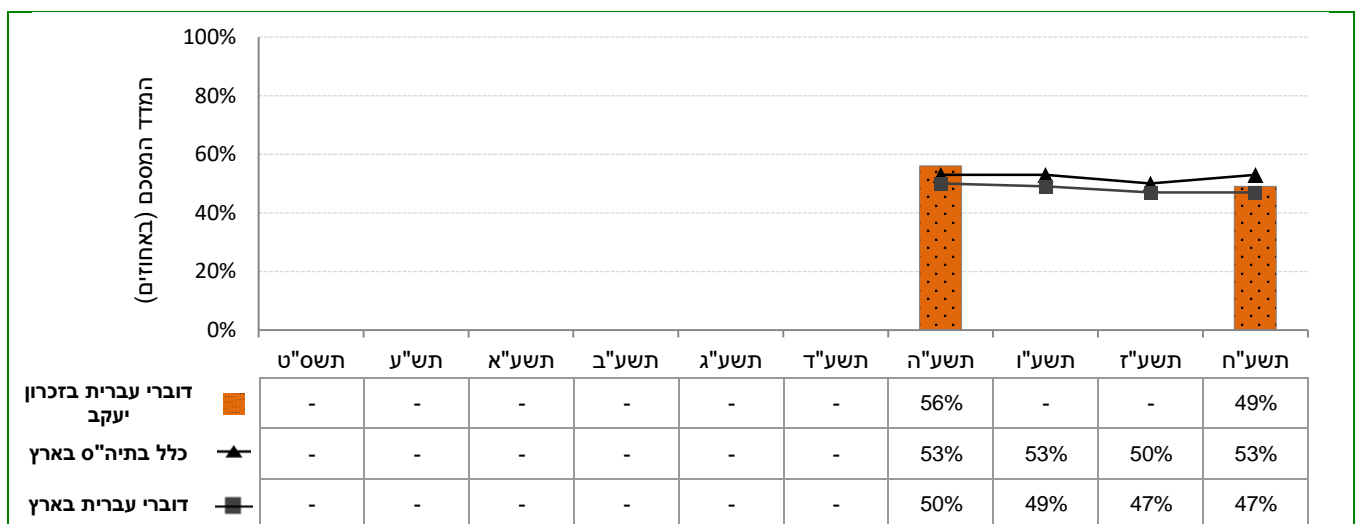 100%
80%
60%
40%
20%
0%
המדד המסכם (באחוזים)
תשס"ט תש"ע תשע"א תשע"ב תשע"ג תשע"ד תשע"ה תשע"ו תשע"ז תשע"ח
דוברי עברית בזכרון
יעקב
- - - - - - 56% - - 49%
כלל בתיה"ס בארץ - - - - - - 53% 53% 50% 53%
דוברי עברית בארץ - - - - - - 50% 49% 47% 47%